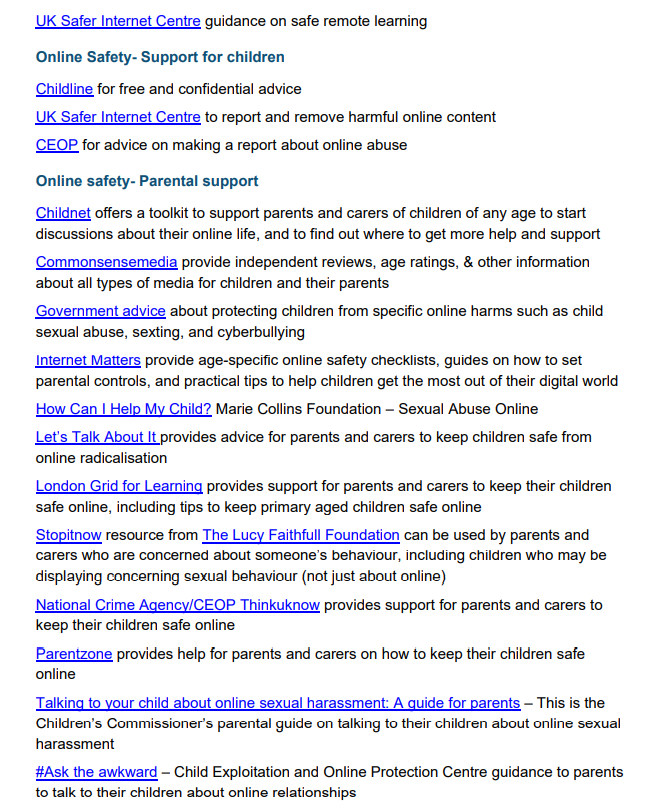 UK Safer Internet Centre guidance on safe remote learning
Online Safety- Support for children
Childline for free and confidential advice
UK Safer Internet Centre to report and remove harmful online content
CEOP for advice on making a report about online abuse
Online safety- Parental support
Childnet offers a toolkit to support parents and carers of children of any age to start
discussions about their online life, and to find out where to get more help and support
Commonsensemedia provide independent reviews, age ratings, & other information
about all types of media for children and their parents
Government advice about protecting children from specific online harms such as child
sexual abuse, sexting, and cyberbullying
Internet Matters provide age-specific online safety checklists, guides on how to set
parental controls, and practical tips to help children get the most out of their digital world
How Can I Help My Child? Marie Collins Foundation – Sexual Abuse Online
Let’s Talk About It provides advice for parents and carers to keep children safe from
online radicalisation
London Grid for Learning provides support for parents and carers to keep their children
safe online, including tips to keep primary aged children safe online
Stopitnow resource from The Lucy Faithfull Foundation can be used by parents and
carers who are concerned about someone’s behaviour, including children who may be
displaying concerning sexual behaviour (not just about online)
National Crime Agency/CEOP Thinkuknow provides support for parents and carers to
keep their children safe online
Parentzone provides help for parents and carers on how to keep their children safe
online
Talking to your child about online sexual harassment: A guide for parents – This is the
Children’s Commissioner’s parental guide on talking to their children about online sexual
harassment
#Ask the awkward – Child Exploitation and Online Protection Centre guidance to parents
to talk to their children about online relationships